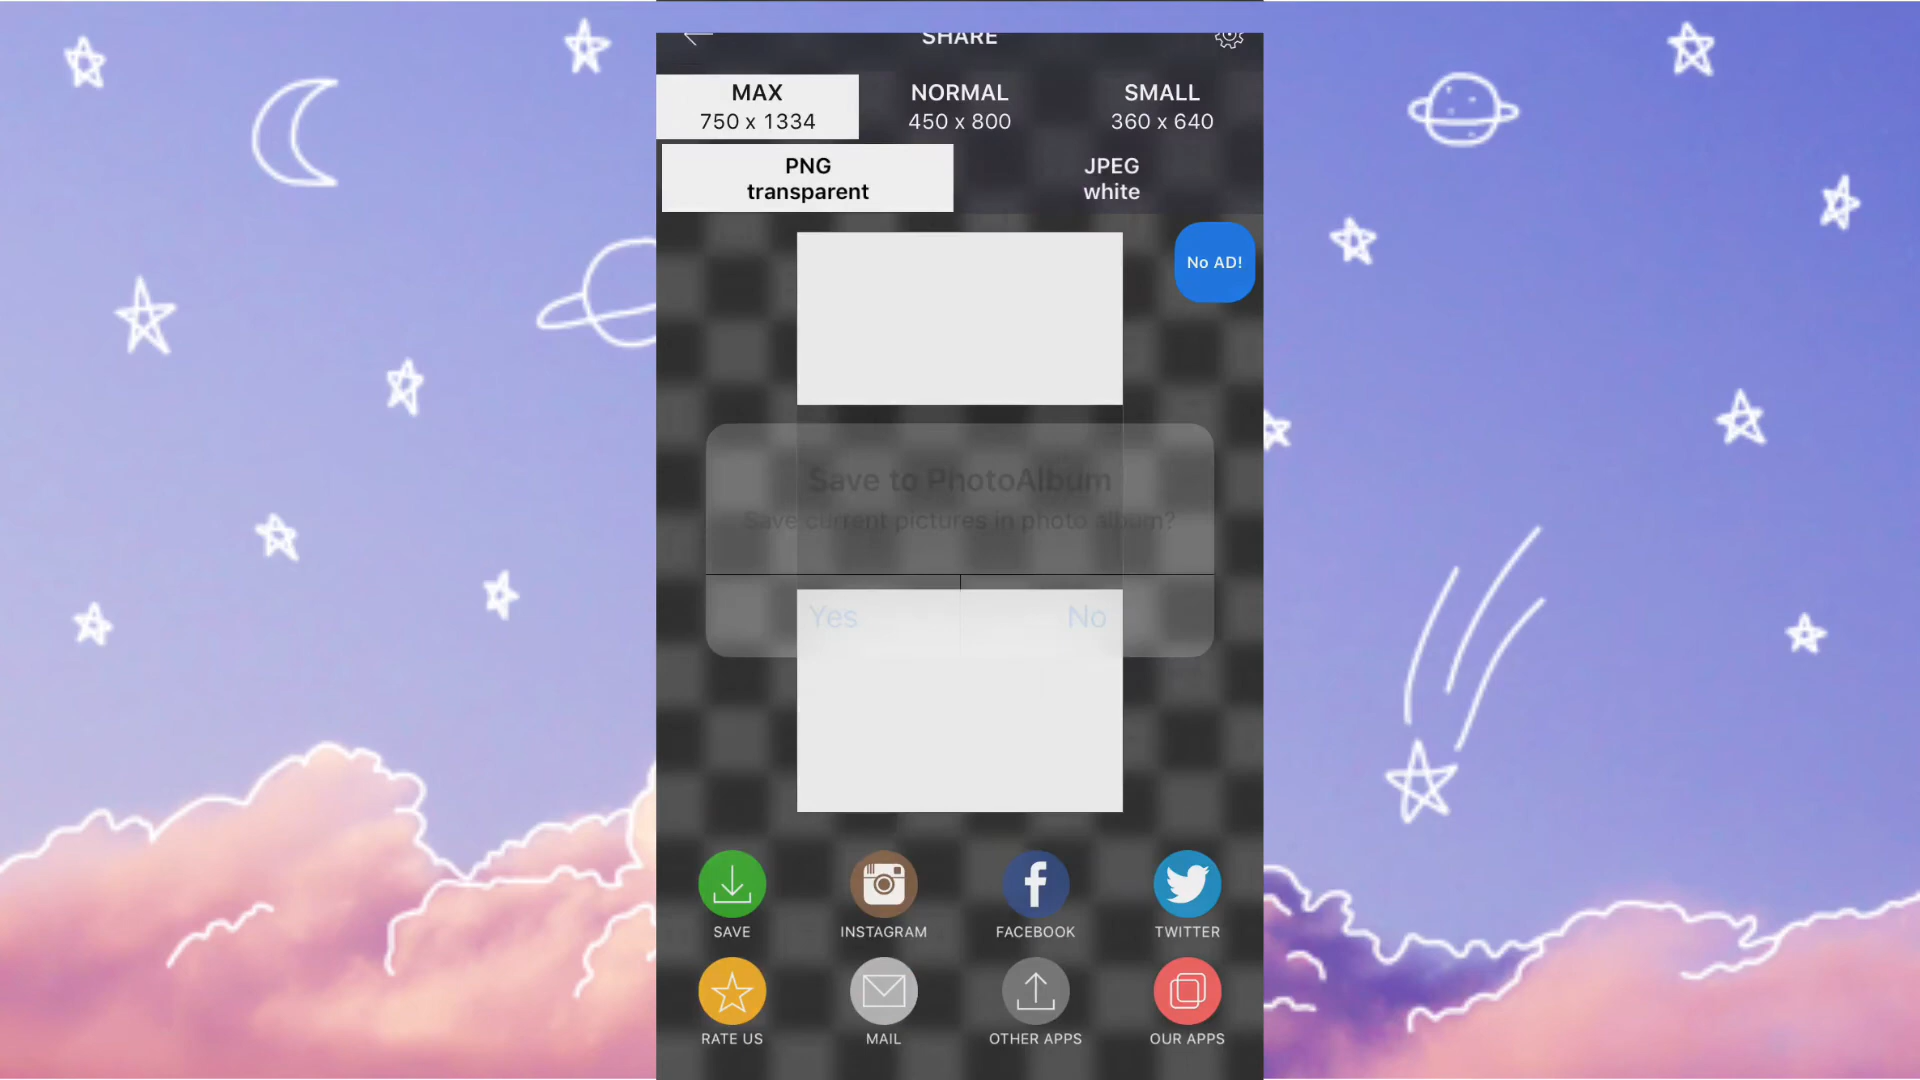 SHARE
MAX
750 x 1334
NORMAL
450 x 800
SMALL
360 x 640
PNG
transparent
JPEG
white
No AD!
Save to PhotoAlbum
Save current pictures in photo album?
Yes
No
SAVE
INSTAGRAM
FACEBOOK
TWITTER
RATE US
MAIL
OTHER APPS
OUR APPS